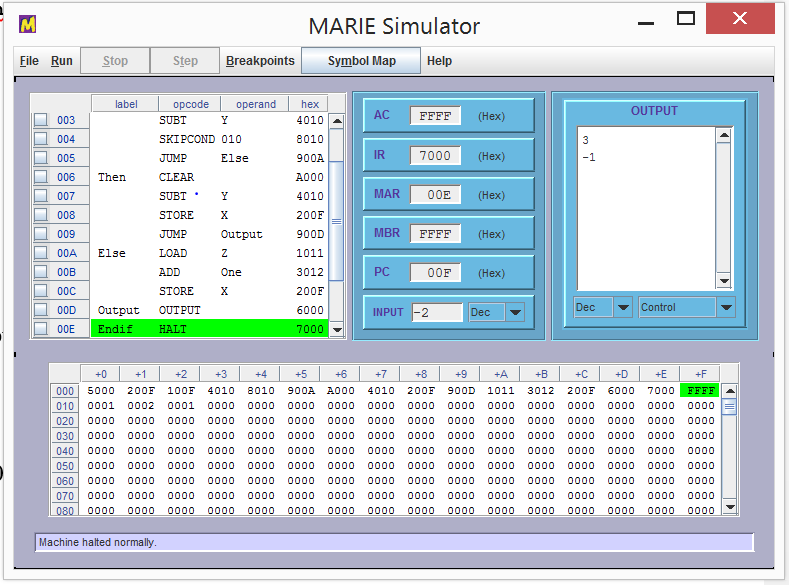 MARIE Simulator
File Run Stop Step Breakpoints Symbol Map Help
label opcode operand hex
003 SUBT Y 4010
004 SKIPCOND 010 8010
005 JUMP Else 900A
006 Then CLEAR A000
007 SUBT Y 4010
008 STORE X 200F
009 JUMP Output 900D
00A Else LOAD Z 1011
00B ADD One 3012
00C STORE X 200F
00D Output OUTPUT 6000
00E Endif HALT 7000
AC FFFF (Hex)
IR 7000 (Hex)
MAR 00E (Hex)
MBR FFFF (Hex)
PC 00F (Hex)
INPUT -2 Dec
OUTPUT
3
-1
Dec Control
+0 +1 +2 +3 +4 +5 +6 +7 +8 +9 +A +B +C +D +E +F
000 5000 200F 100F 4010 8010 900A A000 4010 200F 900D 1011 3012 200F 6000 7000 FFFF
010 0001 0002 0001 0000 0000 0000 0000 0000 0000 0000 0000 0000 0000 0000 0000 0000
020 0000 0000 0000 0000 0000 0000 0000 0000 0000 0000 0000 0000 0000 0000 0000 0000
030 0000 0000 0000 0000 0000 0000 0000 0000 0000 0000 0000 0000 0000 0000 0000 0000
040 0000 0000 0000 0000 0000 0000 0000 0000 0000 0000 0000 0000 0000 0000 0000 0000
050 0000 0000 0000 0000 0000 0000 0000 0000 0000 0000 0000 0000 0000 0000 0000 0000
060 0000 0000 0000 0000 0000 0000 0000 0000 0000 0000 0000 0000 0000 0000 0000 0000
070 0000 0000 0000 0000 0000 0000 0000 0000 0000 0000 0000 0000 0000 0000 0000 0000
080 0000 0000 0000 0000 0000 0000 0000 0000 0000 0000 0000 0000 0000 0000 0000 0000
Machine halted normally.